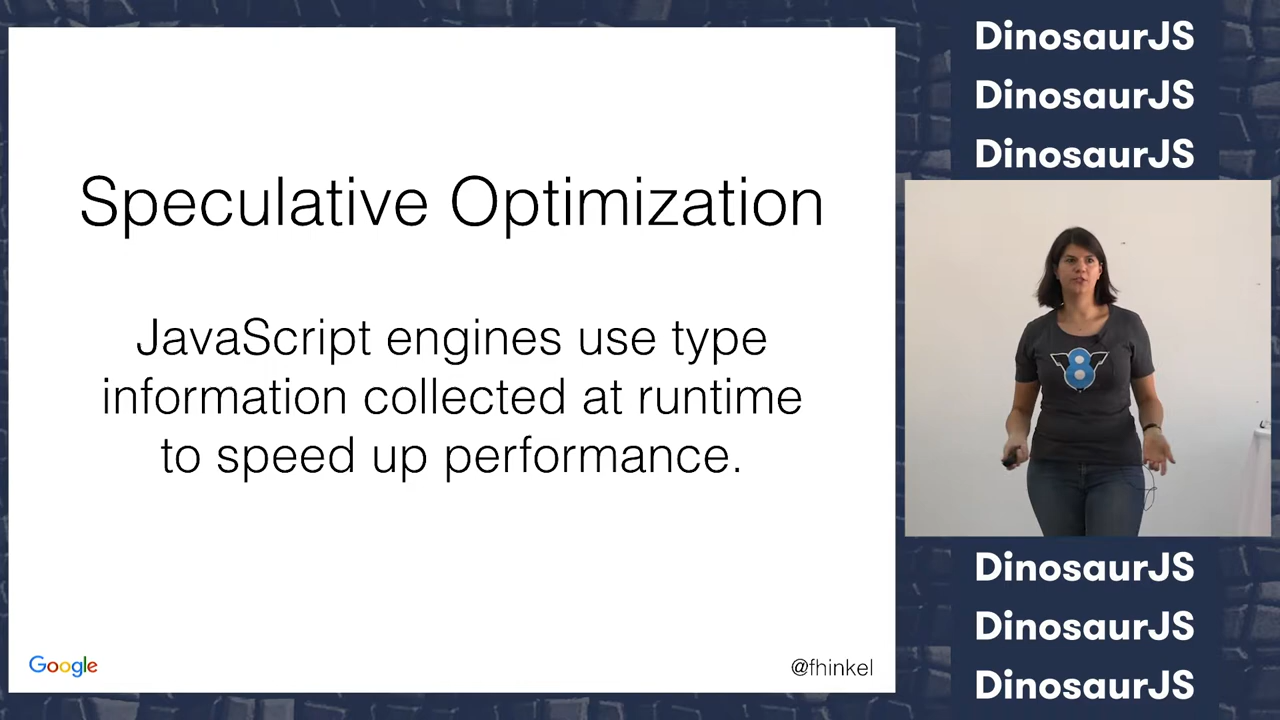 Speculative Optimization
JavaScript engines use type
information collected at runtime
to speed up performance.
Google
@fhinkel
DinosaurJS
DinosaurJS
DinosaurJS
8
DinosaurJS
DinosaurJS
DinosaurJS